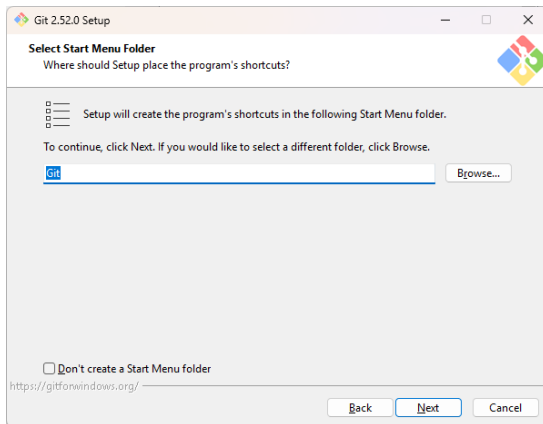 Git 2.52.0 Setup
Select Start Menu Folder
Where should Setup place the program's shortcuts?
Setup will create the program's shortcuts in the following Start Menu folder.
To continue, click Next. If you would like to select a different folder, click Browse.
Git
Browse...
Don't create a Start Menu folder
https://gitforwindows.org/
Back
Next
Cancel